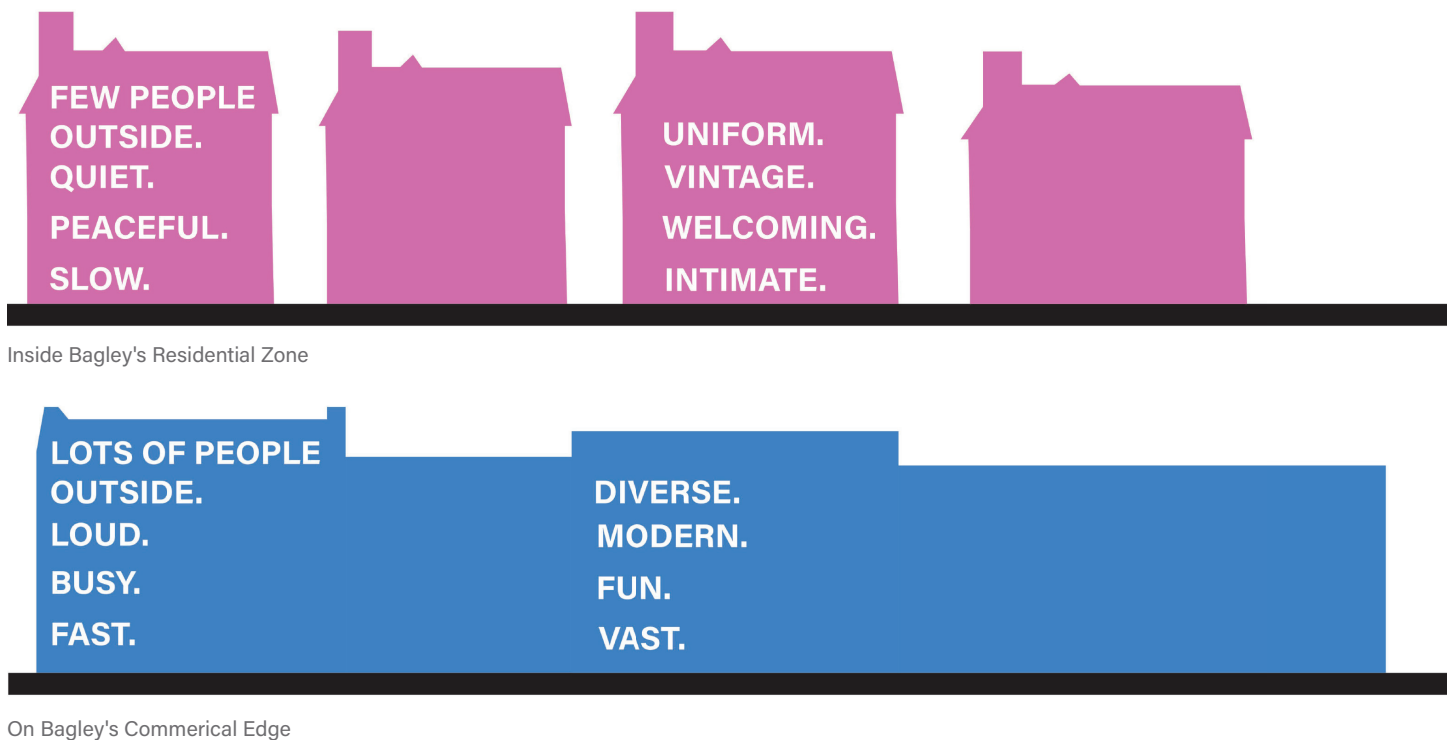 FEW PEOPLE
OUTSIDE.
QUIET.
PEACEFUL.
SLOW.
UNIFORM.
VINTAGE.
WELCOMING.
INTIMATE.
Inside Bagley's Residential Zone
LOTS OF PEOPLE
OUTSIDE.
LOUD.
BUSY.
FAST.
DIVERSE.
MODERN.
FUN.
VAST.
On Bagley's Commerical Edge